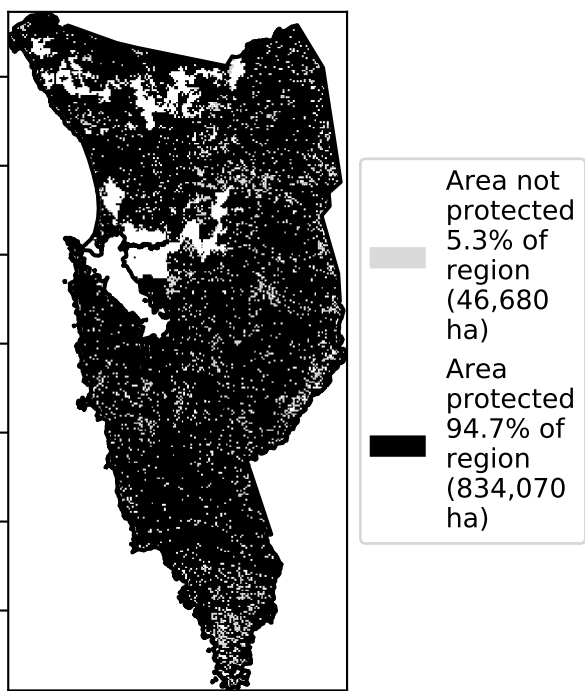 Area not
protected
5.3% of
region
(46,680
ha)
Area
protected
94.7% of
region
(834,070
ha)